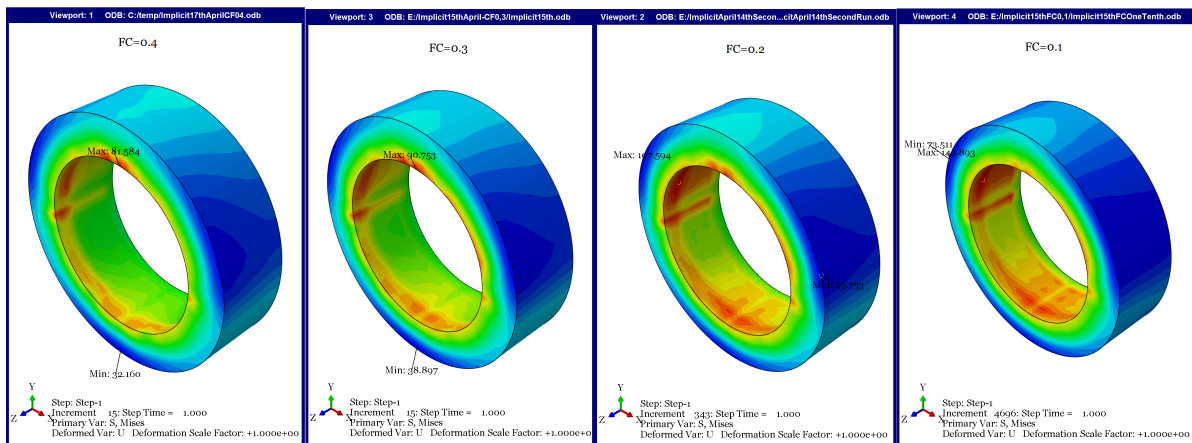 Viewport: 1 ODB: C:/temp/Implicit17thAprilCF04.odb
FC=0.4
Max: 81.584
Min: 32.160
Y
Z X
Step: Step-1
Increment 15: Step Time = 1.000
Primary Var: S, Mises
Deformed Var: U Deformation Scale Factor: +1.000e+00
Viewport: 3 ODB: E:/Implicit15thApril-CF0,3/Implicit15th.odb
FC=0.3
Max: 90.753
Min: 38.897
Y
Z X
Step: Step-1
Increment 15: Step Time = 1.000
Primary Var: S, Mises
Deformed Var: U Deformation Scale Factor: +1.000e+0
Viewport: 2 ODB: E:/ImplicitApril14thSecon...citApril14thSecondRun.odb
FC=0.2
Max:
Min:
Y
Z X
Step: Step-1
Increment 343: Step Time = 1.000
Primary Var: S, Mises
Deformed Var: U Deformation Scale Factor: +1.000e+00
Viewport: 4 ODB: E:/Implicit15thFC0,1/Implicit15thFCOneTenth.odb
FC=0.1
Min: 73.511
Max:
Y
Z X
Step: Step-1
Increment 4696: Step Time = 1.000
Primary Var: S, Mises
Deformed Var: U Deformation Scale Factor: +1.000e+00